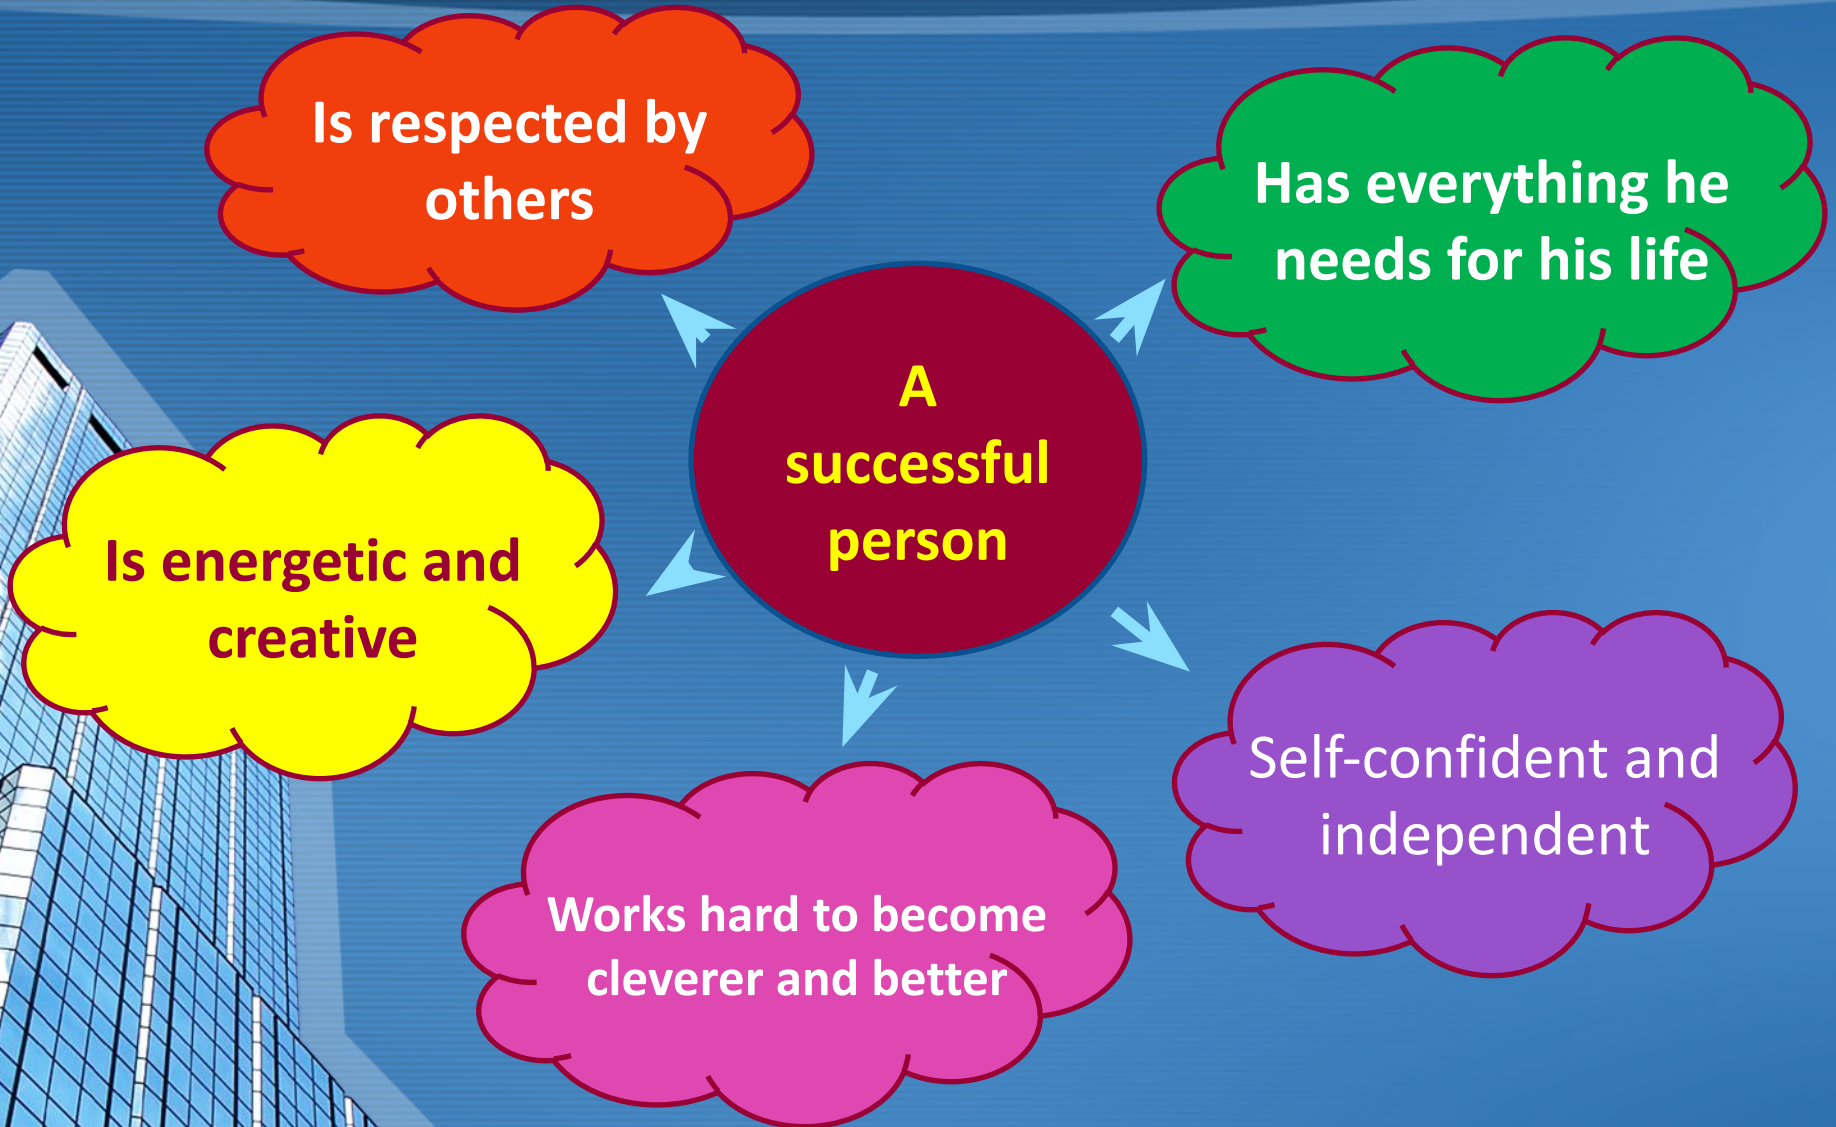 Is respected by
others
Has everything he
needs for his life
A
successful
person
Is energetic and
creative
Self-confident and
independent
Works hard to become
cleverer and better